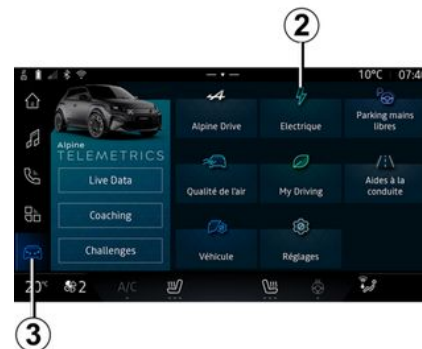 2
10°C 07:40
Alpine
TELEMETRICS
Live Data
Coaching
Challenges
Alpine Drive
Electrique
Parking mains
libres
Qualité de l'air
My Driving
Aides à la
conduite
Véhicule
Réglages
20°C
2
A/C
3